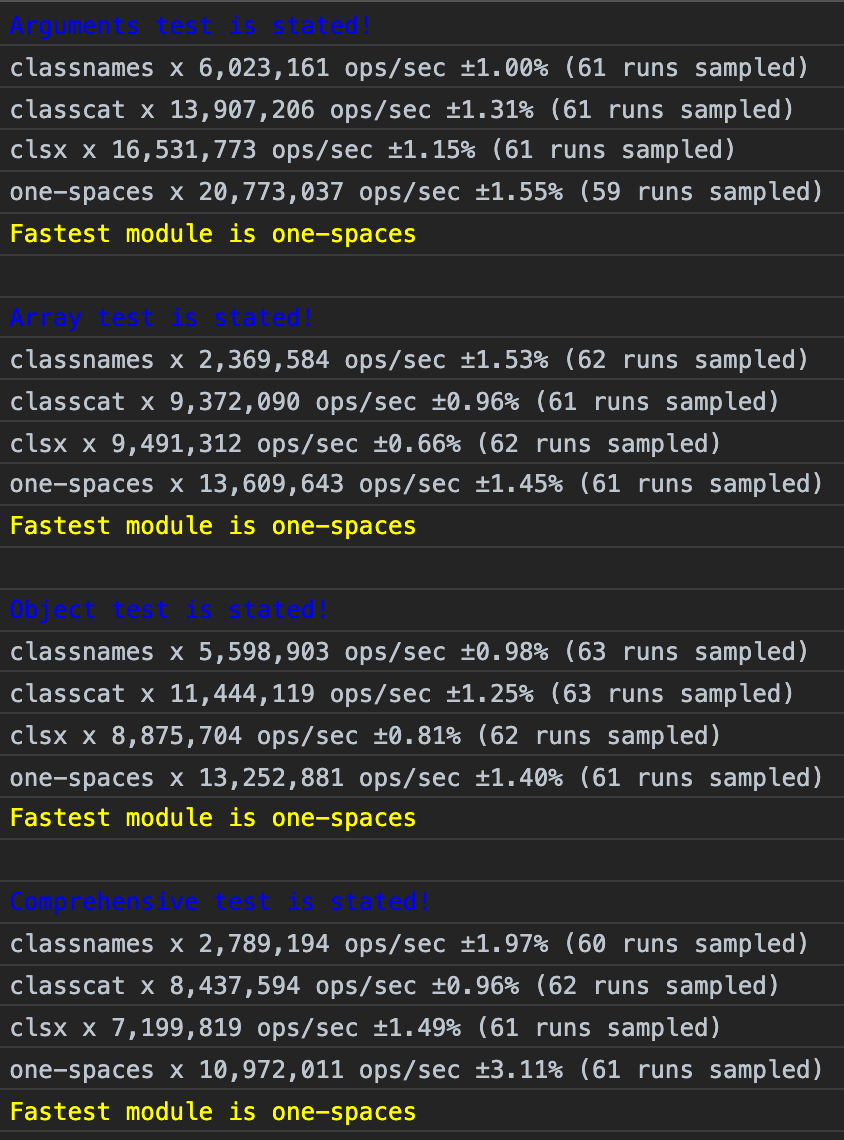 Arguments test is stated!
classnames x 6,023,161 ops/sec ±1.00% (61 runs sampled)
classcat x 13,907,206 ops/sec ±1.31% (61 runs sampled)
clsx x 16,531,773 ops/sec ±1.15% (61 runs sampled)
one-spaces x 20,773,037 ops/sec ±1.55% (59 runs sampled)
Fastest module is one-spaces
Array test is stated!
classnames x 2,369,584 ops/sec ±1.53% (62 runs sampled)
classcat x 9,372,090 ops/sec ±0.96% (61 runs sampled)
clsx x 9,491,312 ops/sec ±0.66% (62 runs sampled)
one-spaces x 13,609,643 ops/sec ±1.45% (61 runs sampled)
Fastest module is one-spaces
Object test is stated!
classnames x 5,598,903 ops/sec ±0.98% (63 runs sampled)
classcat x 11,444,119 ops/sec ±1.25% (63 runs sampled)
clsx x 8,875,704 ops/sec ±0.81% (62 runs sampled)
one-spaces x 13,252,881 ops/sec ±1.40% (61 runs sampled)
Fastest module is one-spaces
Comprehensive test is stated!
classnames x 2,789,194 ops/sec ±1.97% (60 runs sampled)
classcat x 8,437,594 ops/sec ±0.96% (62 runs sampled)
clsx x 7,199,819 ops/sec ±1.49% (61 runs sampled)
one-spaces x 10,972,011 ops/sec ±3.11% (61 runs sampled)
Fastest module is one-spaces